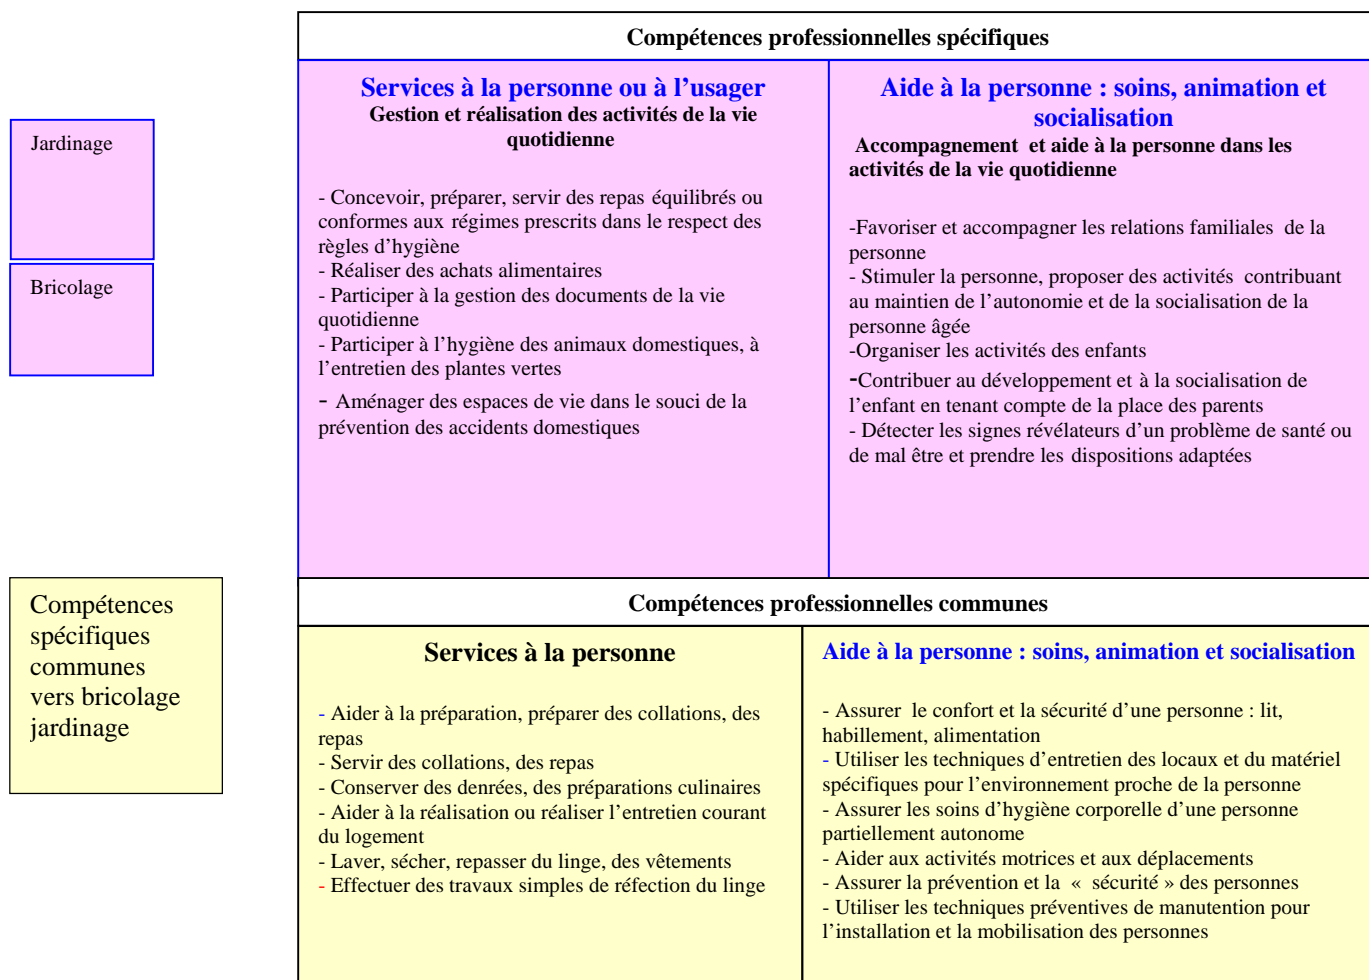 Compétences professionnelles spécifiques
Services à la personne ou à l’usager
Gestion et réalisation des activités de la vie
quotidienne
- Concevoir, préparer, servir des repas équilibrés ou
conformes aux régimes prescrits dans le respect des
règles d’hygiène
- Réaliser des achats alimentaires
- Participer à la gestion des documents de la vie
quotidienne
- Participer à l’hygiène des animaux domestiques, à
l’entretien des plantes vertes
- Aménager des espaces de vie dans le souci de la
prévention des accidents domestiques
Aide à la personne : soins, animation et
socialisation
Accompagnement et aide à la personne dans les
activités de la vie quotidienne
-Favoriser et accompagner les relations familiales de la
personne
- Stimuler la personne, proposer des activités contribuant
au maintien de l’autonomie et de la socialisation de la
personne âgée
-Organiser les activités des enfants
-Contribuer au développement et à la socialisation de
l’enfant en tenant compte de la place des parents
- Détecter les signes révélateurs d’un problème de santé ou
de mal être et prendre les dispositions adaptées
Jardinage
Bricolage
Compétences
spécifiques
communes
vers bricolage
jardinage
Compétences professionnelles communes
Services à la personne
- Aider à la préparation, préparer des collations, des
repas
- Servir des collations, des repas
- Conserver des denrées, des préparations culinaires
- Aider à la réalisation ou réaliser l’entretien courant
du logement
- Laver, sécher, repasser du linge, des vêtements
- Effectuer des travaux simples de réfection du linge
Aide à la personne : soins, animation et socialisation
- Assurer le confort et la sécurité d’une personne : lit,
habillement, alimentation
- Utiliser les techniques d’entretien des locaux et du matériel
spécifiques pour l’environnement proche de la personne
- Assurer les soins d’hygiène corporelle d’une personne
partiellement autonome
- Aider aux activités motrices et aux déplacements
- Assurer la prévention et la « sécurité » des personnes
- Utiliser les techniques préventives de manutention pour
l’installation et la mobilisation des personnes